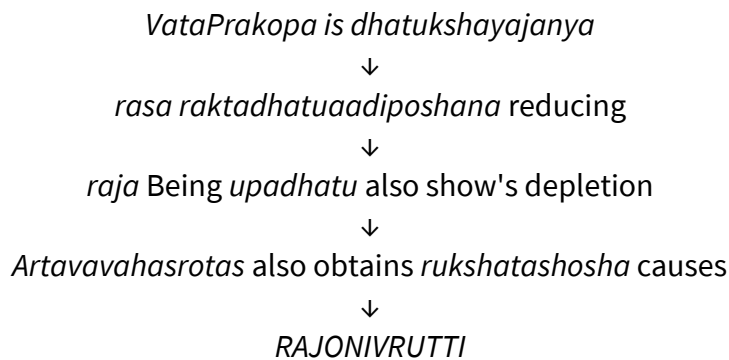 VataPrakopa is dhatukshayajanya
↓
rasa raktadhatuaadiposhana reducing
↓
raja Being upadhatu also show's depletion
↓
Artavavahasrotas also obtains rukshatashosha causes
↓
RAJONIVRUTTI